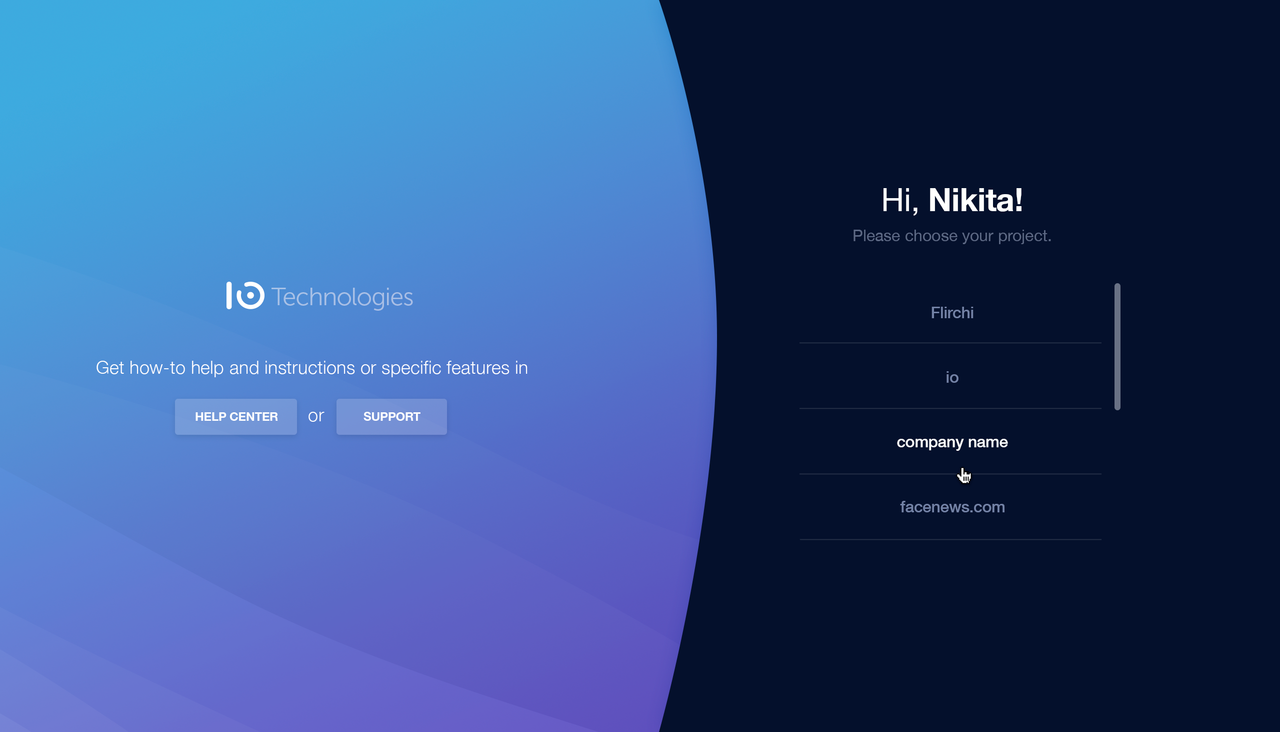 IO Technologies
Get how-to help and instructions or specific features in
HELP CENTER or SUPPORT
Hi, Nikita!
Please choose your project.
Flirchi
io
company name
facenews.com